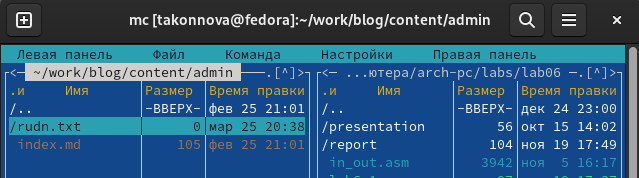 mc [takonnova@fedora]:~/work/blog/content/admin
Левая панель Файл Команда Настройки Правая панель
<— ~/work/blog/content/admin —.[^]> <— ...ютера/arch-pc/labs/lab06 —.[^]>
.и Имя Размер Время правки .и Имя Размер Время правки
/.. -ВВЕРХ- фев 25 21:01 /.. -ВВЕРХ- дек 24 23:00
/rudn.txt 0 мар 25 20:38 /presentation 56 окт 15 14:02
index.md 105 фев 25 21:01 /report 104 ноя 19 17:49
in_out.asm 3942 ноя 5 16:17